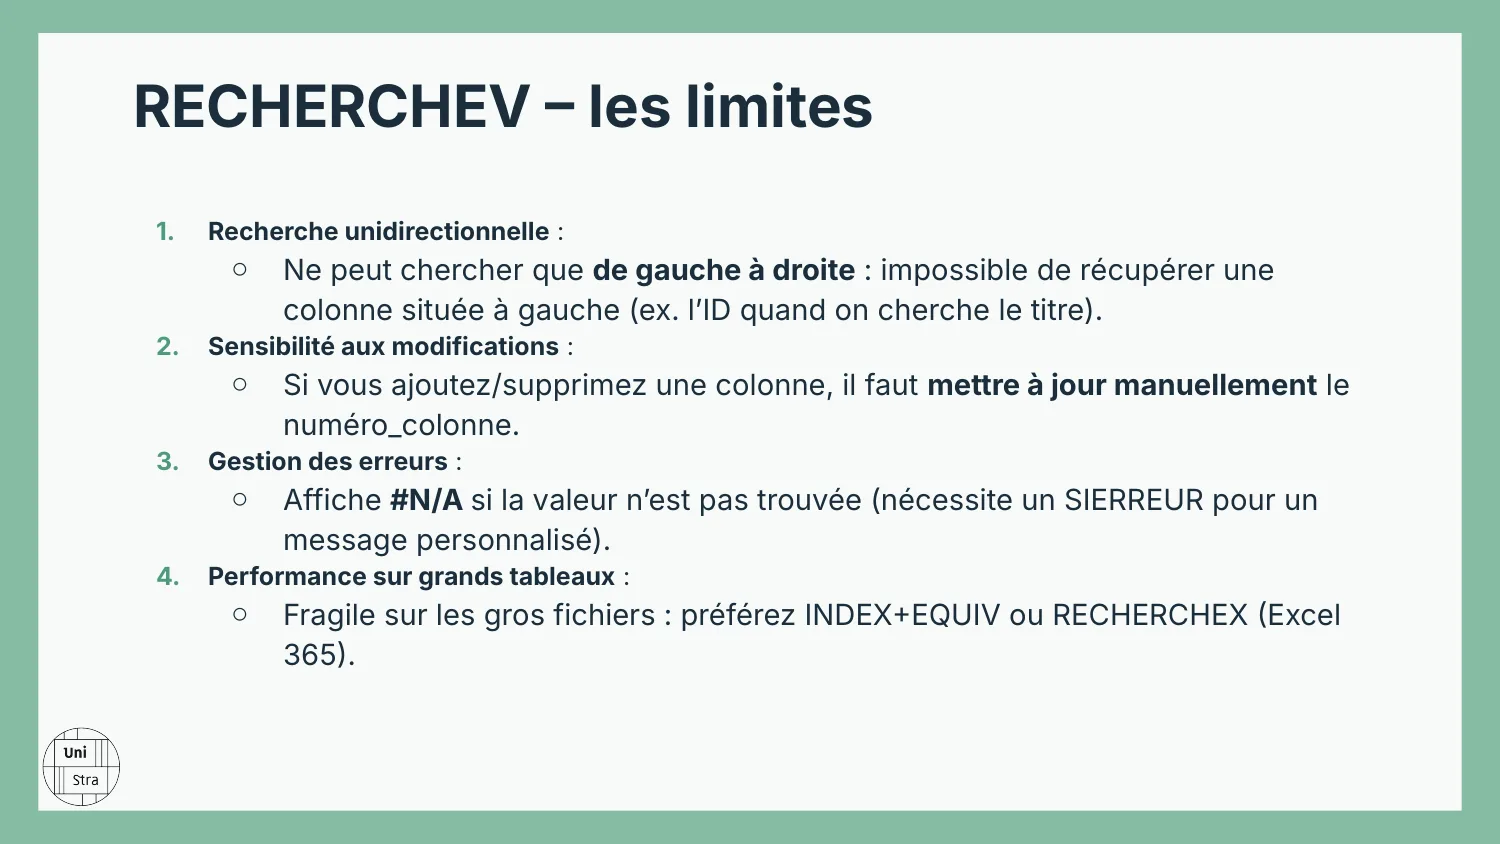 RECHERCHEV – les limites
1. Recherche unidirectionnelle :
○ Ne peut chercher que de gauche à droite : impossible de récupérer une
colonne située à gauche (ex. l’ID quand on cherche le titre).
2. Sensibilité aux modifications :
○ Si vous ajoutez/supprimez une colonne, il faut mettre à jour manuellement le
numéro_colonne.
3. Gestion des erreurs :
○ Affiche #N/A si la valeur n’est pas trouvée (nécessite un SIERREUR pour un
message personnalisé).
4. Performance sur grands tableaux :
○ Fragile sur les gros fichiers : préférez INDEX+EQUIV ou RECHERCHEX (Excel
365).
Uni
Stra